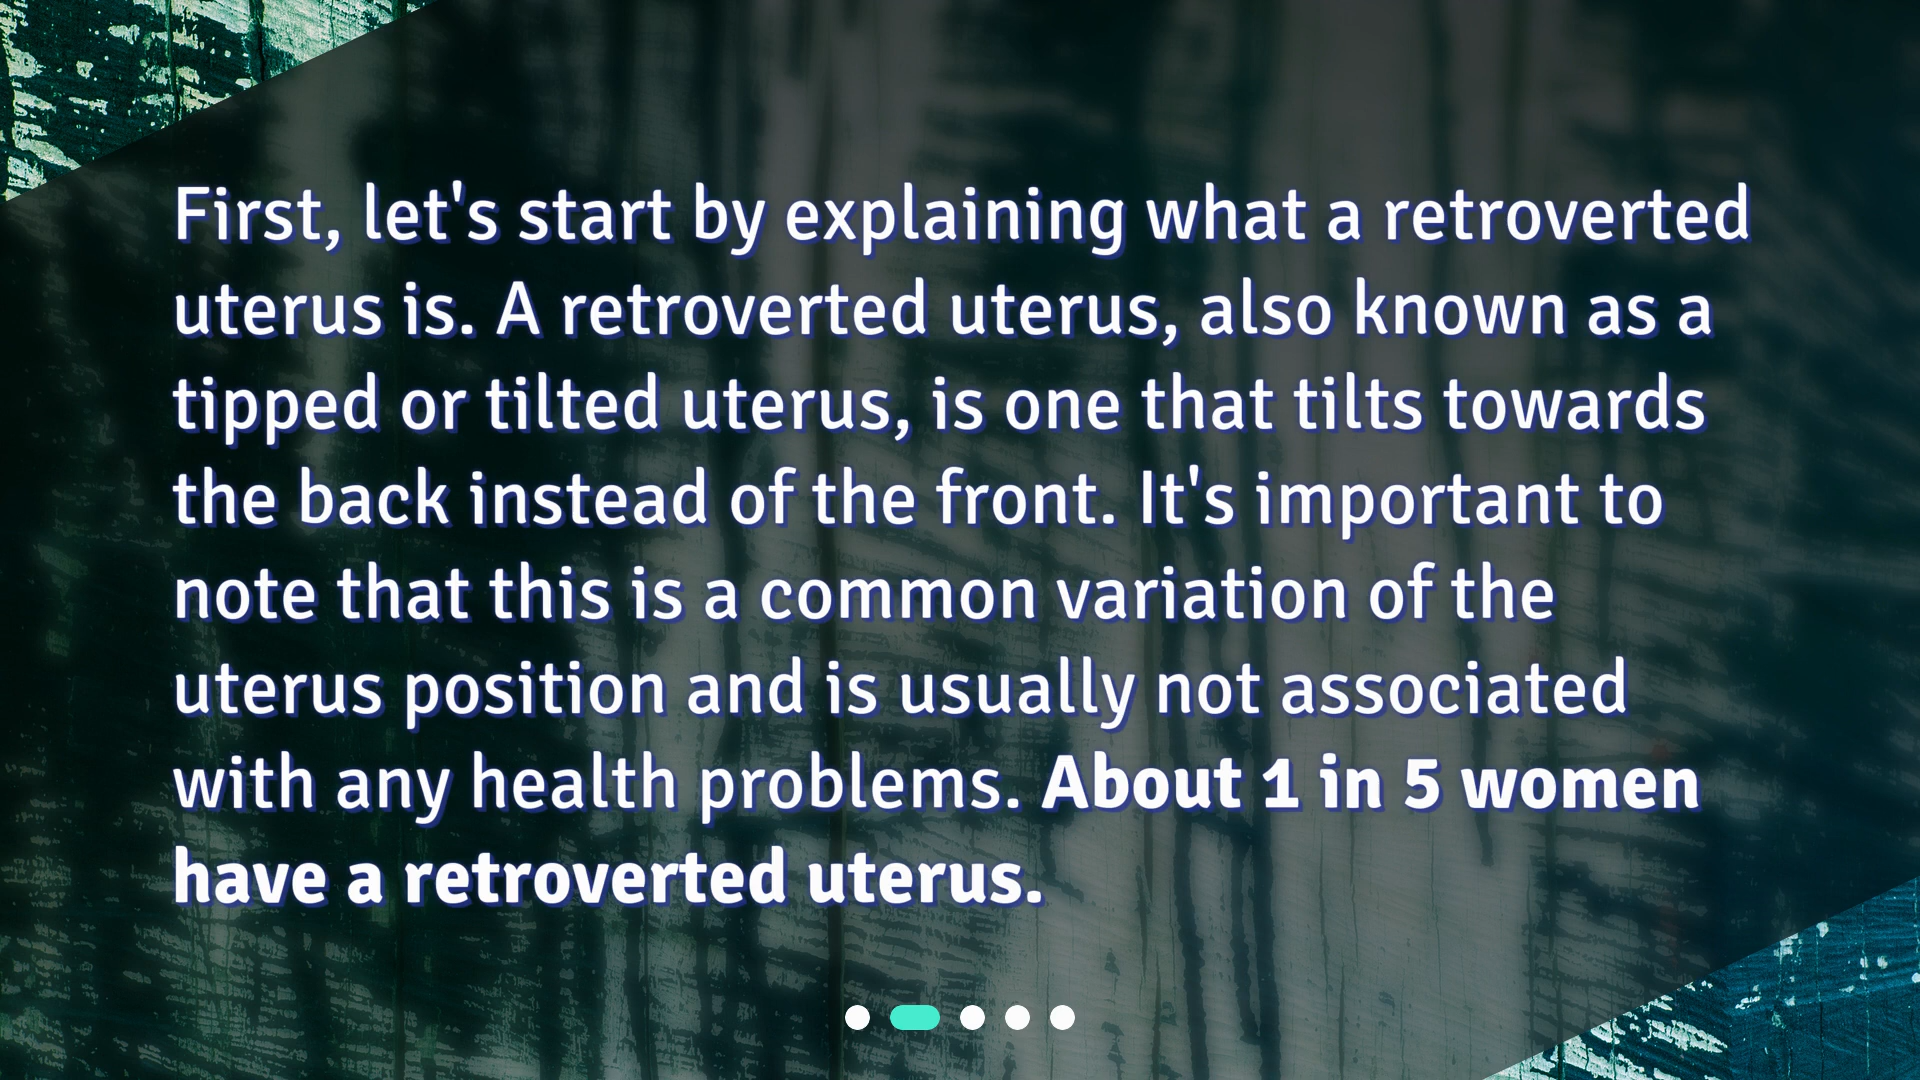 First, let's start by explaining what a retroverted
uterus is. A retroverted uterus, also known as a
tipped or tilted uterus, is one that tilts towards
the back instead of the front. It's important to
note that this is a common variation of the
uterus position and is usually not associated
with any health problems. About 1 in 5 women
have a retroverted uterus.